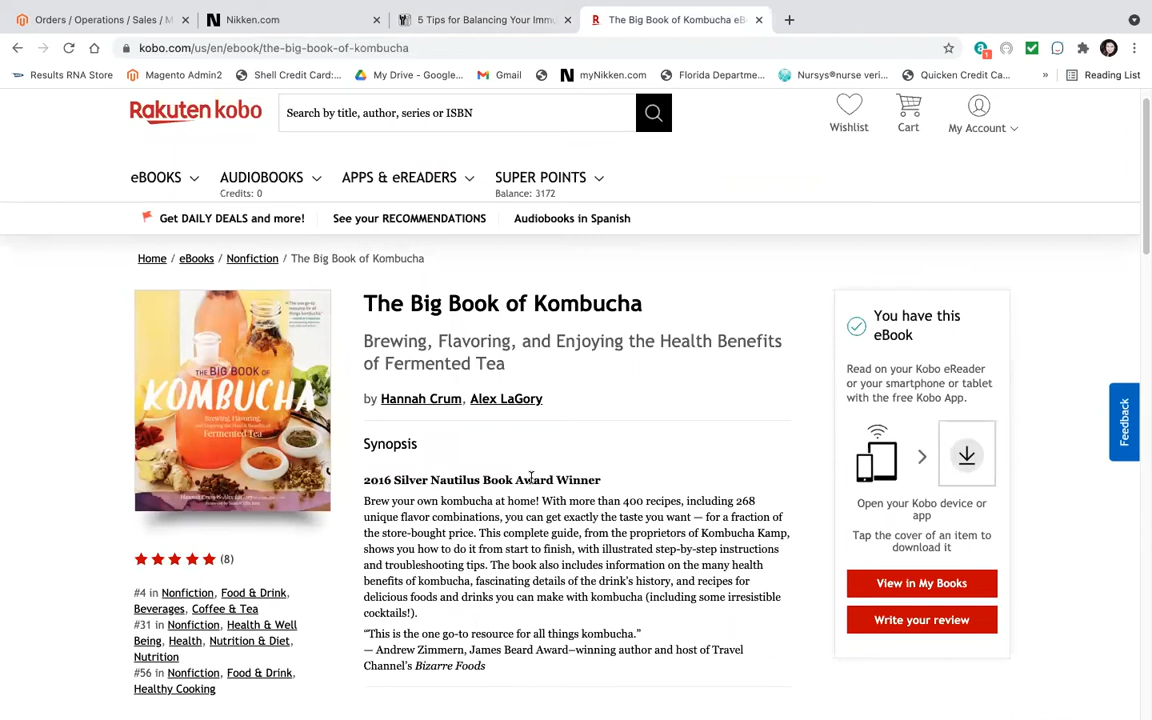 Orders / Operations / Sales / M
Nikken.com
5 Tips for Balancing Your Immu
The Big Book of Kombucha eB
kobo.com/us/en/ebook/the-big-book-of-kombucha
Results RNA Store
Magento Admin2
Shell Credit Card:...
My Drive - Google...
Gmail
myNikken.com
Florida Departme...
Nursys®nurse veri...
Quicken Credit Ca...
»
Reading List
Rakuten kobo
Search by title, author, series or ISBN
Wishlist
Cart
My Account
eBOOKS
AUDIOBOOKS
Credits: 0
APPS & eREADERS
SUPER POINTS
Balance: 3172
Get DAILY DEALS and more!
See your RECOMMENDATIONS
Audiobooks in Spanish
Home / eBooks / Nonfiction / The Big Book of Kombucha
THE BIG BOOK OF
KOMBUCHA
Brewing, Flavoring,
and Enjoying the Health Benefits of
Fermented Tea
Hannah Crum & Alex LaGory
(8)
#4 in Nonfiction, Food & Drink,
Beverages, Coffee & Tea
#31 in Nonfiction, Health & Well
Being, Health, Nutrition & Diet,
Nutrition
#56 in Nonfiction, Food & Drink,
Healthy Cooking
The Big Book of Kombucha
Brewing, Flavoring, and Enjoying the Health Benefits
of Fermented Tea
by Hannah Crum, Alex LaGory
Synopsis
2016 Silver Nautilus Book Award Winner
Brew your own kombucha at home! With more than 400 recipes, including 268
unique flavor combinations, you can get exactly the taste you want — for a fraction of
the store-bought price. This complete guide, from the proprietors of Kombucha Kamp,
shows you how to do it from start to finish, with illustrated step-by-step instructions
and troubleshooting tips. The book also includes information on the many health
benefits of kombucha, fascinating details of the drink's history, and recipes for
delicious foods and drinks you can make with kombucha (including some irresistible
cocktails!).
“This is the one go-to resource for all things kombucha.”
— Andrew Zimmern, James Beard Award–winning author and host of Travel
Channel's Bizarre Foods
You have this
eBook
Read on your Kobo eReader
or your smartphone or tablet
with the free Kobo App.
Open your Kobo device or
app
Tap the cover of an item to
download it
View in My Books
Write your review
Feedback